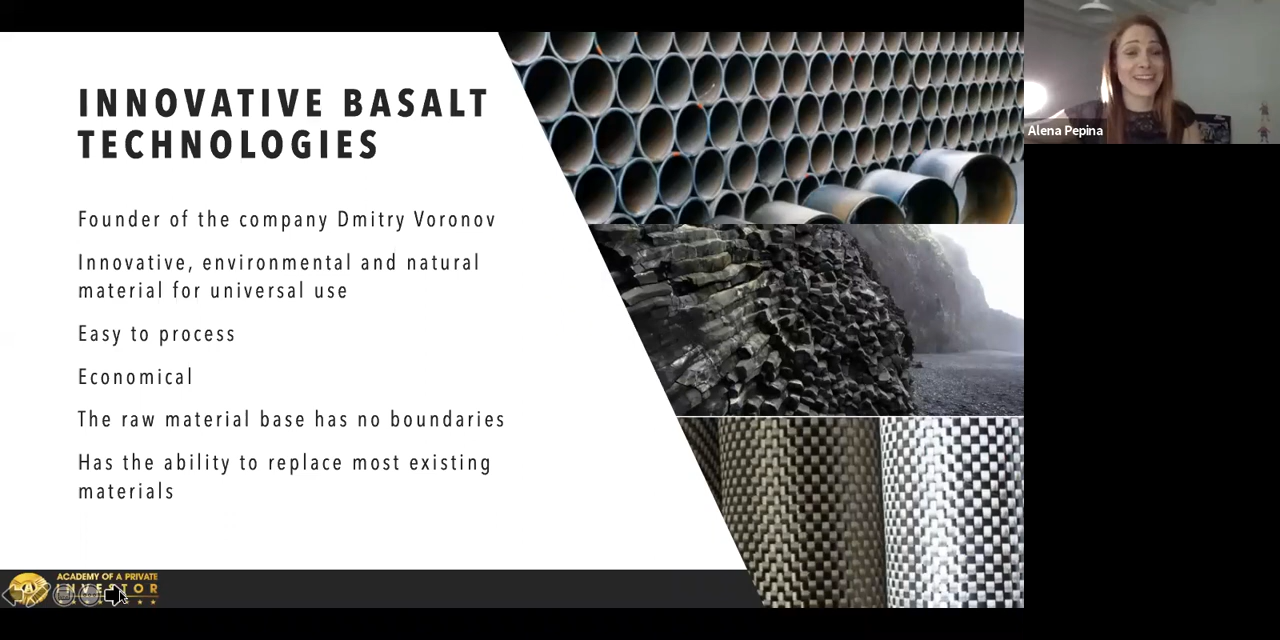 INNOVATIVE BASALT
TECHNOLOGIES
Founder of the company Dmitry Voronov
Innovative, environmental and natural
material for universal use
Easy to process
Economical
The raw material base has no boundaries
Has the ability to replace most existing
materials
ACADEMY OF A PRIVATE
INVESTOR
Alena Pepina